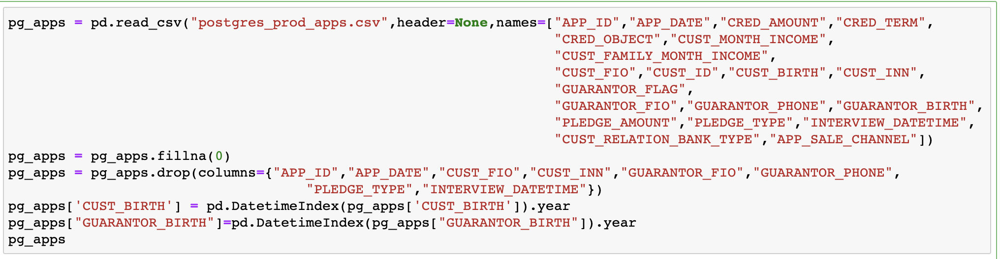 pg_apps = pd.read_csv("postgres_prod_apps.csv",header=None,names=["APP_ID","APP_DATE","CRED_AMOUNT","CRED_TERM",
"CRED_OBJECT","CUST_MONTH_INCOME",
"CUST_FAMILY_MONTH_INCOME",
"CUST_FIO","CUST_ID","CUST_BIRTH","CUST_INN",
"GUARANTOR_FLAG",
"GUARANTOR_FIO","GUARANTOR_PHONE","GUARANTOR_BIRTH",
"PLEDGE_AMOUNT","PLEDGE_TYPE","INTERVIEW_DATETIME",
"CUST_RELATION_BANK_TYPE","APP_SALE_CHANNEL"])
pg_apps = pg_apps.fillna(0)
pg_apps = pg_apps.drop(columns={"APP_ID","APP_DATE","CUST_FIO","CUST_INN","GUARANTOR_FIO","GUARANTOR_PHONE",
"PLEDGE_TYPE","INTERVIEW_DATETIME"})
pg_apps['CUST_BIRTH'] = pd.DatetimeIndex(pg_apps['CUST_BIRTH']).year
pg_apps["GUARANTOR_BIRTH"]=pd.DatetimeIndex(pg_apps["GUARANTOR_BIRTH"]).year
pg_apps